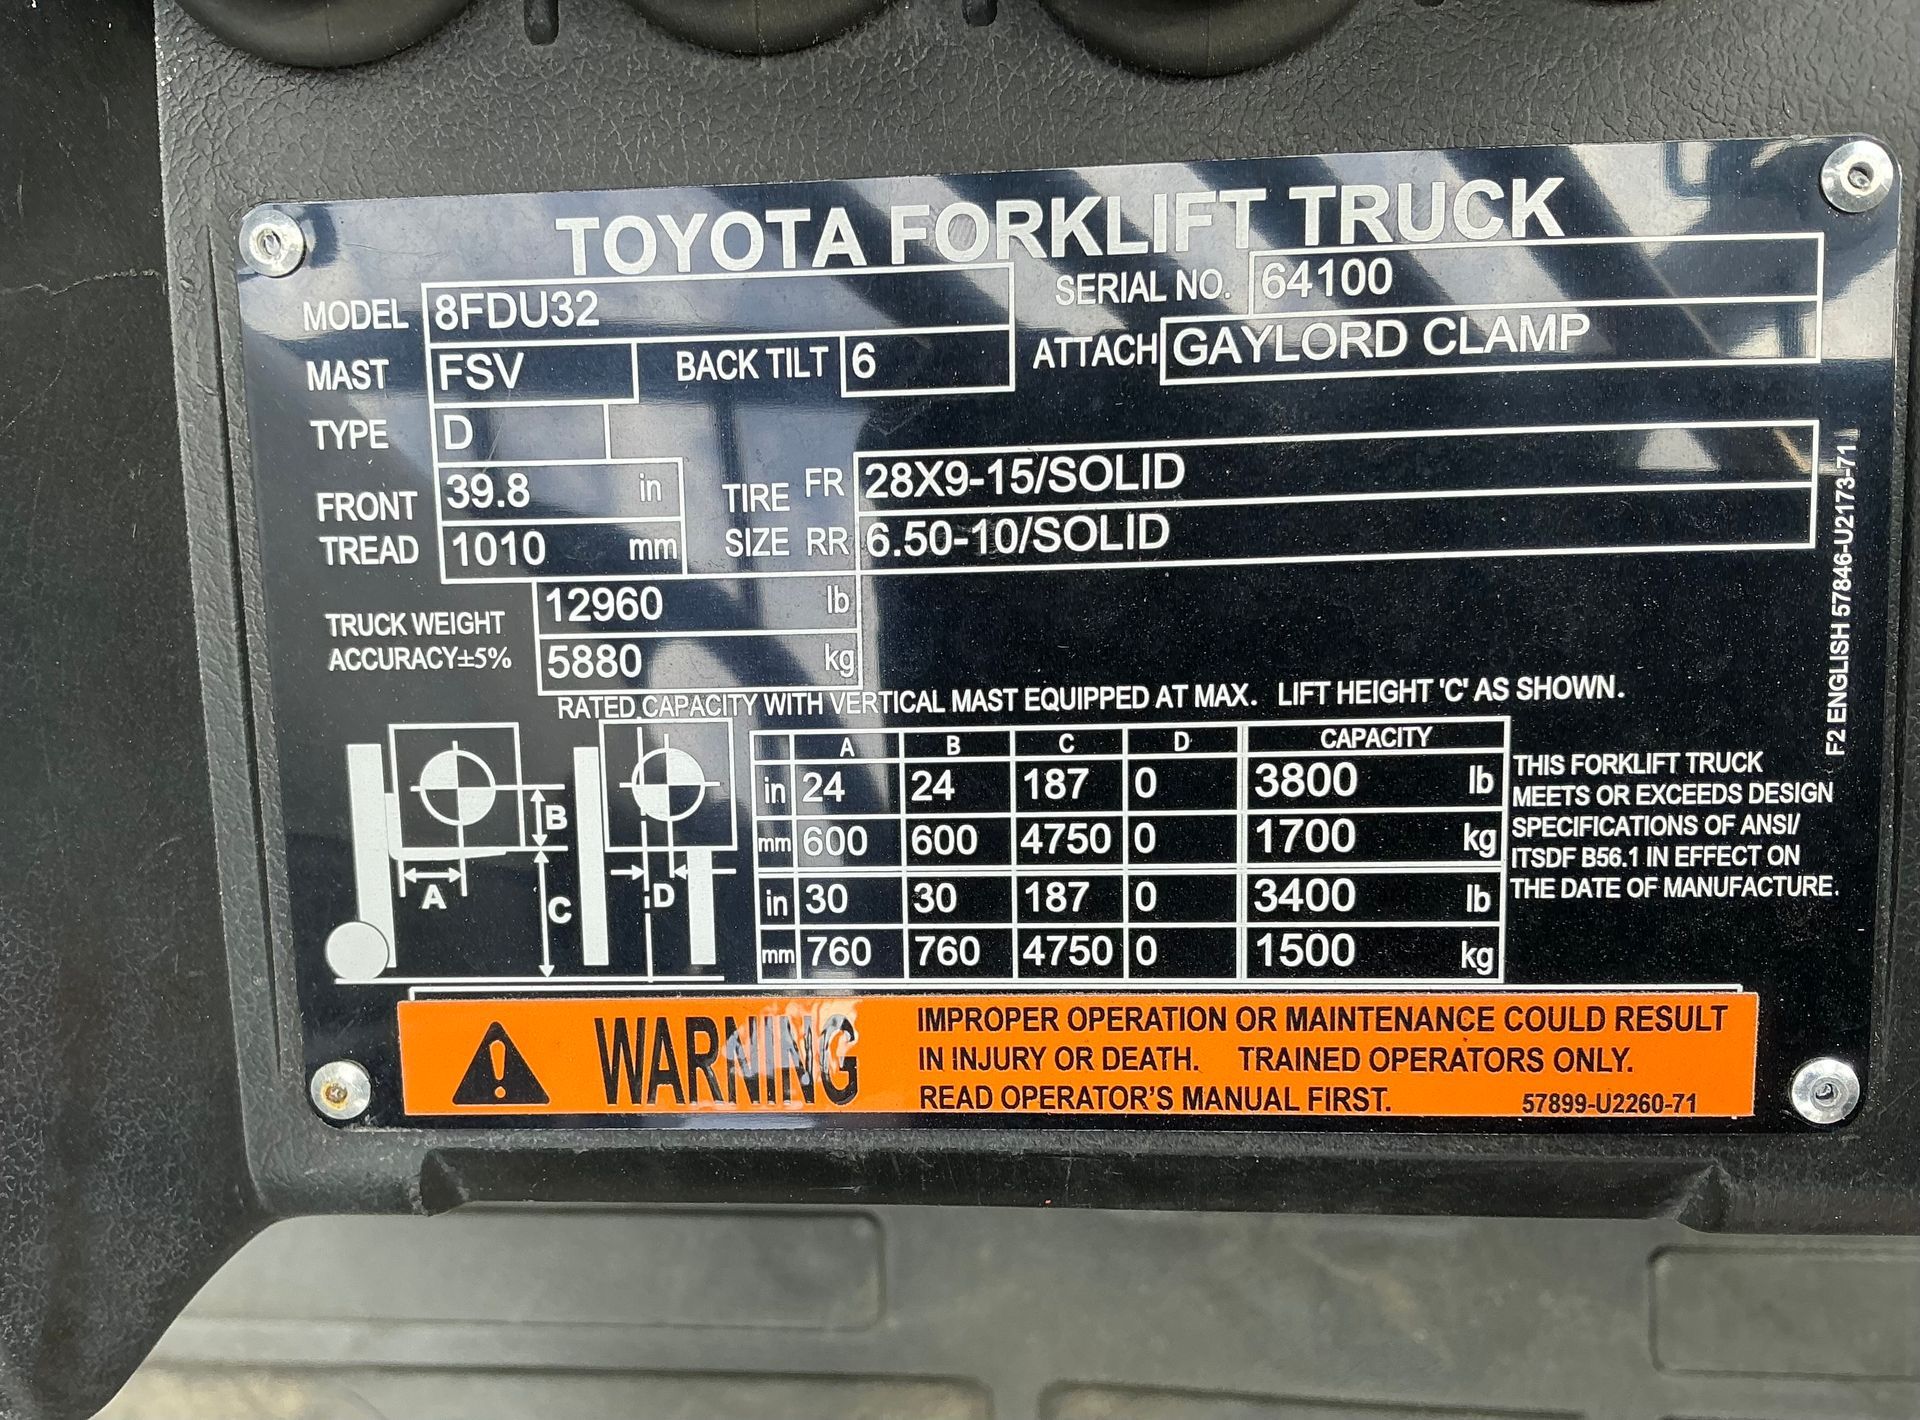 TOYOTA FORKLIFT TRUCK
MODEL 8FDU32 SERIAL NO. 64100
MAST FSV BACK TILT 6 ATTACH GAYLORD CLAMP
TYPE D
FRONT TREAD 39.8 in TIRE SIZE FR 28X9-15/SOLID
1010 mm RR 6.50-10/SOLID
TRUCK WEIGHT 12960 lb
ACCURACY±5% 5880 kg
RATED CAPACITY WITH VERTICAL MAST EQUIPPED AT MAX. LIFT HEIGHT 'C' AS SHOWN.
A B C D CAPACITY
in 24 24 187 0 3800 lb
mm 600 600 4750 0 1700 kg
in 30 30 187 0 3400 lb
mm 760 760 4750 0 1500 kg
B
A
C
D
THIS FORKLIFT TRUCK
MEETS OR EXCEEDS DESIGN
SPECIFICATIONS OF ANSI/
ITSDF B56.1 IN EFFECT ON
THE DATE OF MANUFACTURE.
F2 ENGLISH 57846-U2173-71
WARNING
IMPROPER OPERATION OR MAINTENANCE COULD RESULT
IN INJURY OR DEATH. TRAINED OPERATORS ONLY.
READ OPERATOR'S MANUAL FIRST. 57899-U2260-71